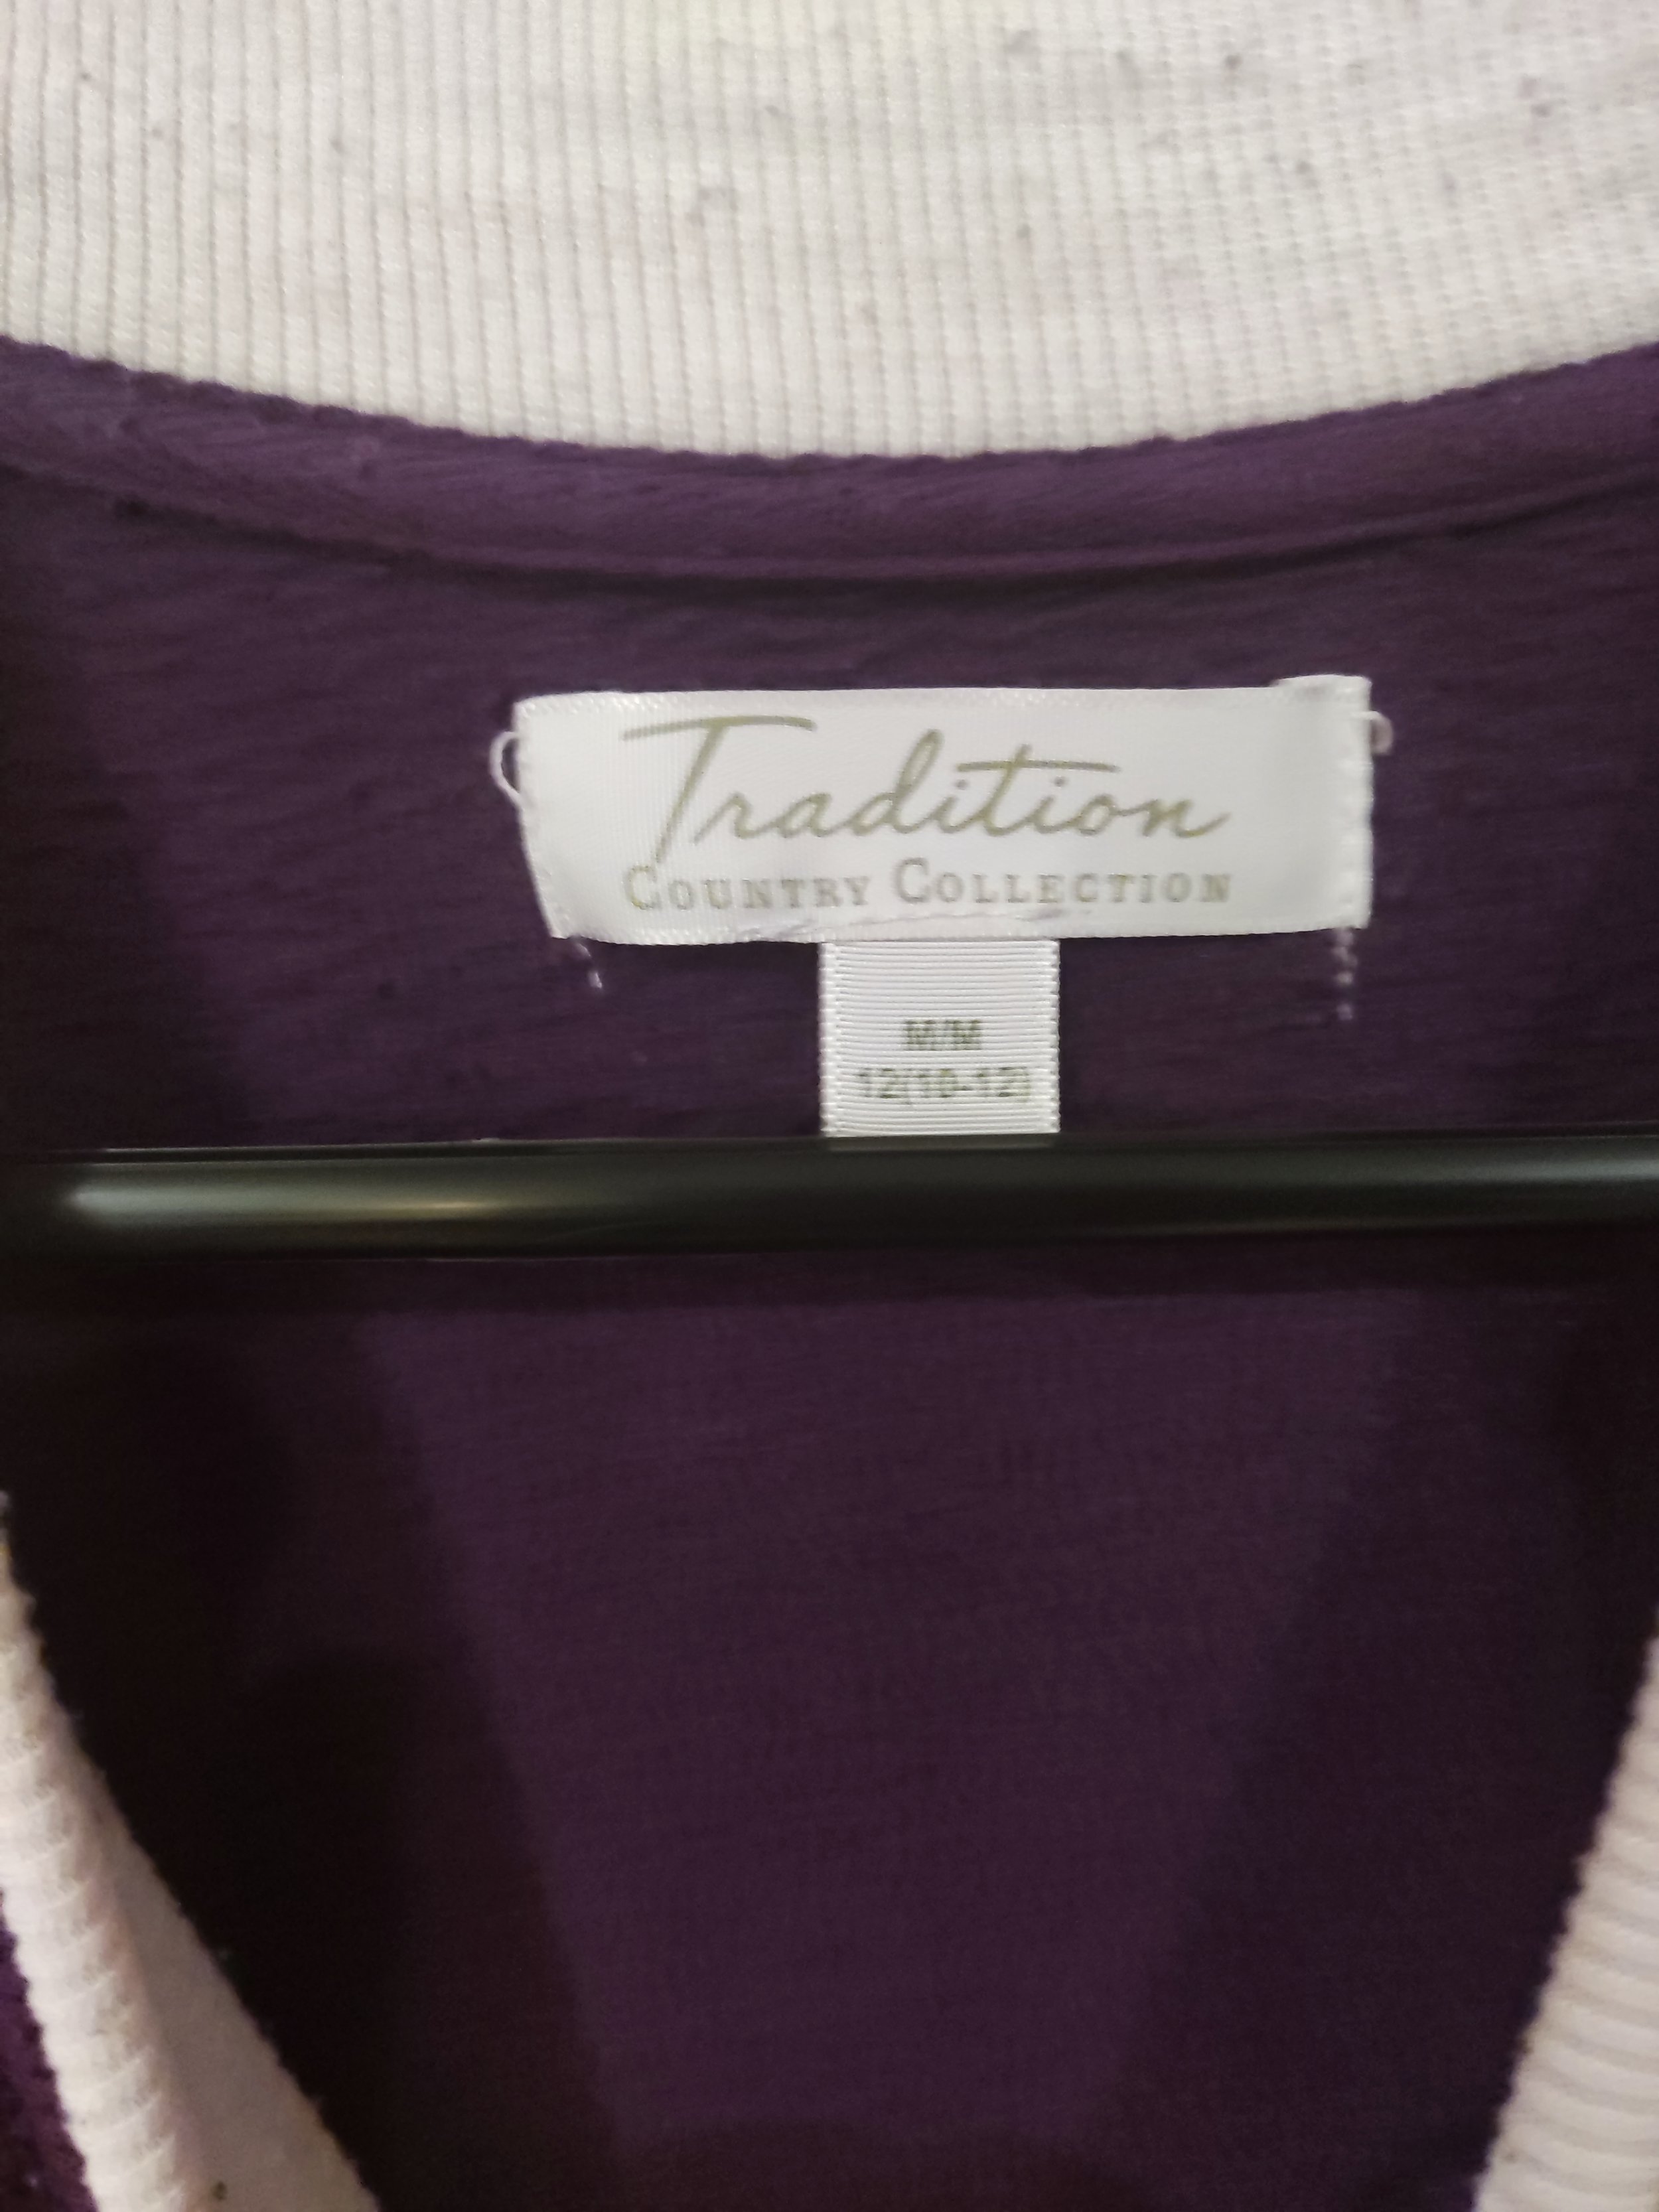 Tradition
COUNTRY COLLECTION
M/M
12(10-12)